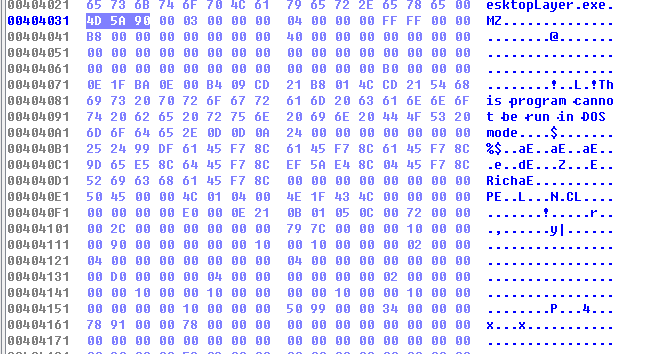 00404021 65 73 6B 74 6F 70 4C 61 79 65 72 2E 65 78 65 00 esktopLayer.exe.
00404031 4D 5A 90 00 03 00 00 00 04 00 00 00 FF FF 00 00 MZ..............
00404041 B8 00 00 00 00 00 00 00 40 00 00 00 00 00 00 00 ........@.......
00404051 00 00 00 00 00 00 00 00 00 00 00 00 00 00 00 00 ................
00404061 00 00 00 00 00 00 00 00 00 00 00 00 B0 00 00 00 ................
00404071 0E 1F BA 0E 00 B4 09 CD 21 B8 01 4C CD 21 54 68 ........!..L.!Th
00404081 69 73 20 70 72 6F 67 72 61 6D 20 63 61 6E 6E 6F is program canno
00404091 74 20 62 65 20 72 75 6E 20 69 6E 20 44 4F 53 20 t be run in DOS
004040A1 6D 6F 64 65 2E 0D 0D 0A 24 00 00 00 00 00 00 00 mode....$.......
004040B1 25 24 99 DF 61 45 F7 8C 61 45 F7 8C 61 45 F7 8C %$..aE..aE..aE..
004040C1 9D 65 E5 8C 64 45 F7 8C EF 5A E4 8C 04 45 F7 8C .e..dE...Z...E..
004040D1 52 69 63 68 61 45 F7 8C 00 00 00 00 00 00 00 00 RichaE..........
004040E1 50 45 00 00 4C 01 04 00 4E 1F 43 4C 00 00 00 00 PE..L...N.CL....
004040F1 00 00 00 00 E0 00 0E 21 0B 01 05 0C 00 72 00 00 .......!.....r..
00404101 00 2C 00 00 00 00 00 00 79 7C 00 00 00 10 00 00 .,......y|......
00404111 00 90 00 00 00 00 00 10 00 10 00 00 00 02 00 00 ................
00404121 04 00 00 00 00 00 00 00 04 00 00 00 00 00 00 00 ................
00404131 00 D0 00 00 00 04 00 00 00 00 00 00 02 00 00 00 ................
00404141 00 00 10 00 00 10 00 00 00 00 10 00 00 10 00 00 ................
00404151 00 00 00 00 10 00 00 00 50 99 00 00 34 00 00 00 ........P...4...
00404161 78 91 00 00 78 00 00 00 00 00 00 00 00 00 00 00 x...x...........
00404171 00 00 00 00 00 00 00 00 00 00 00 00 00 00 00 00 ................